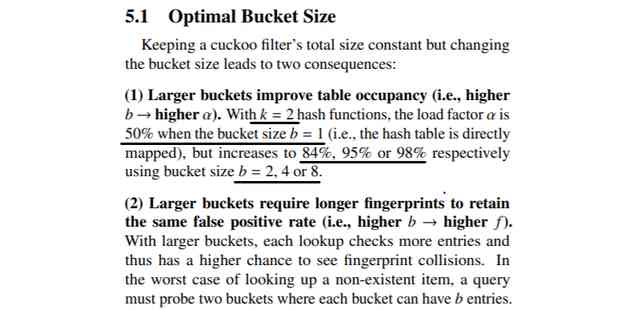 5.1 Optimal Bucket Size
Keeping a cuckoo filter's total size constant but changing
the bucket size leads to two consequences:
(1) Larger buckets improve table occupancy (i.e., higher
b → higher α). With k = 2 hash functions, the load factor α is
50% when the bucket size b = 1 (i.e., the hash table is directly
mapped), but increases to 84%, 95% or 98% respectively
using bucket size b = 2, 4 or 8.
(2) Larger buckets require longer fingerprints to retain
the same false positive rate (i.e., higher b → higher f).
With larger buckets, each lookup checks more entries and
thus has a higher chance to see fingerprint collisions. In
the worst case of looking up a non-existent item, a query
must probe two buckets where each bucket can have b entries.